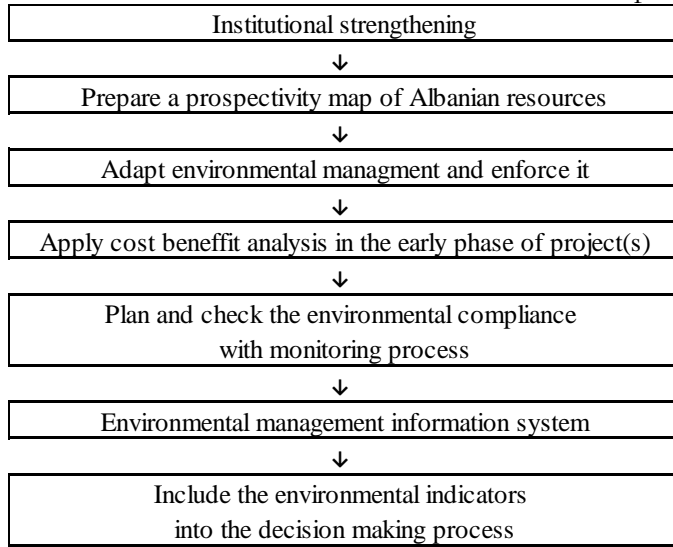 Institutional strengthening
↓
Prepare a prospectivity map of Albanian resources
↓
Adapt environmental managment and enforce it
↓
Apply cost beneffit analysis in the early phase of project(s)
↓
Plan and check the environmental compliance
with monitoring process
↓
Environmental management information system
↓
Include the environmental indicators
into the decision making process